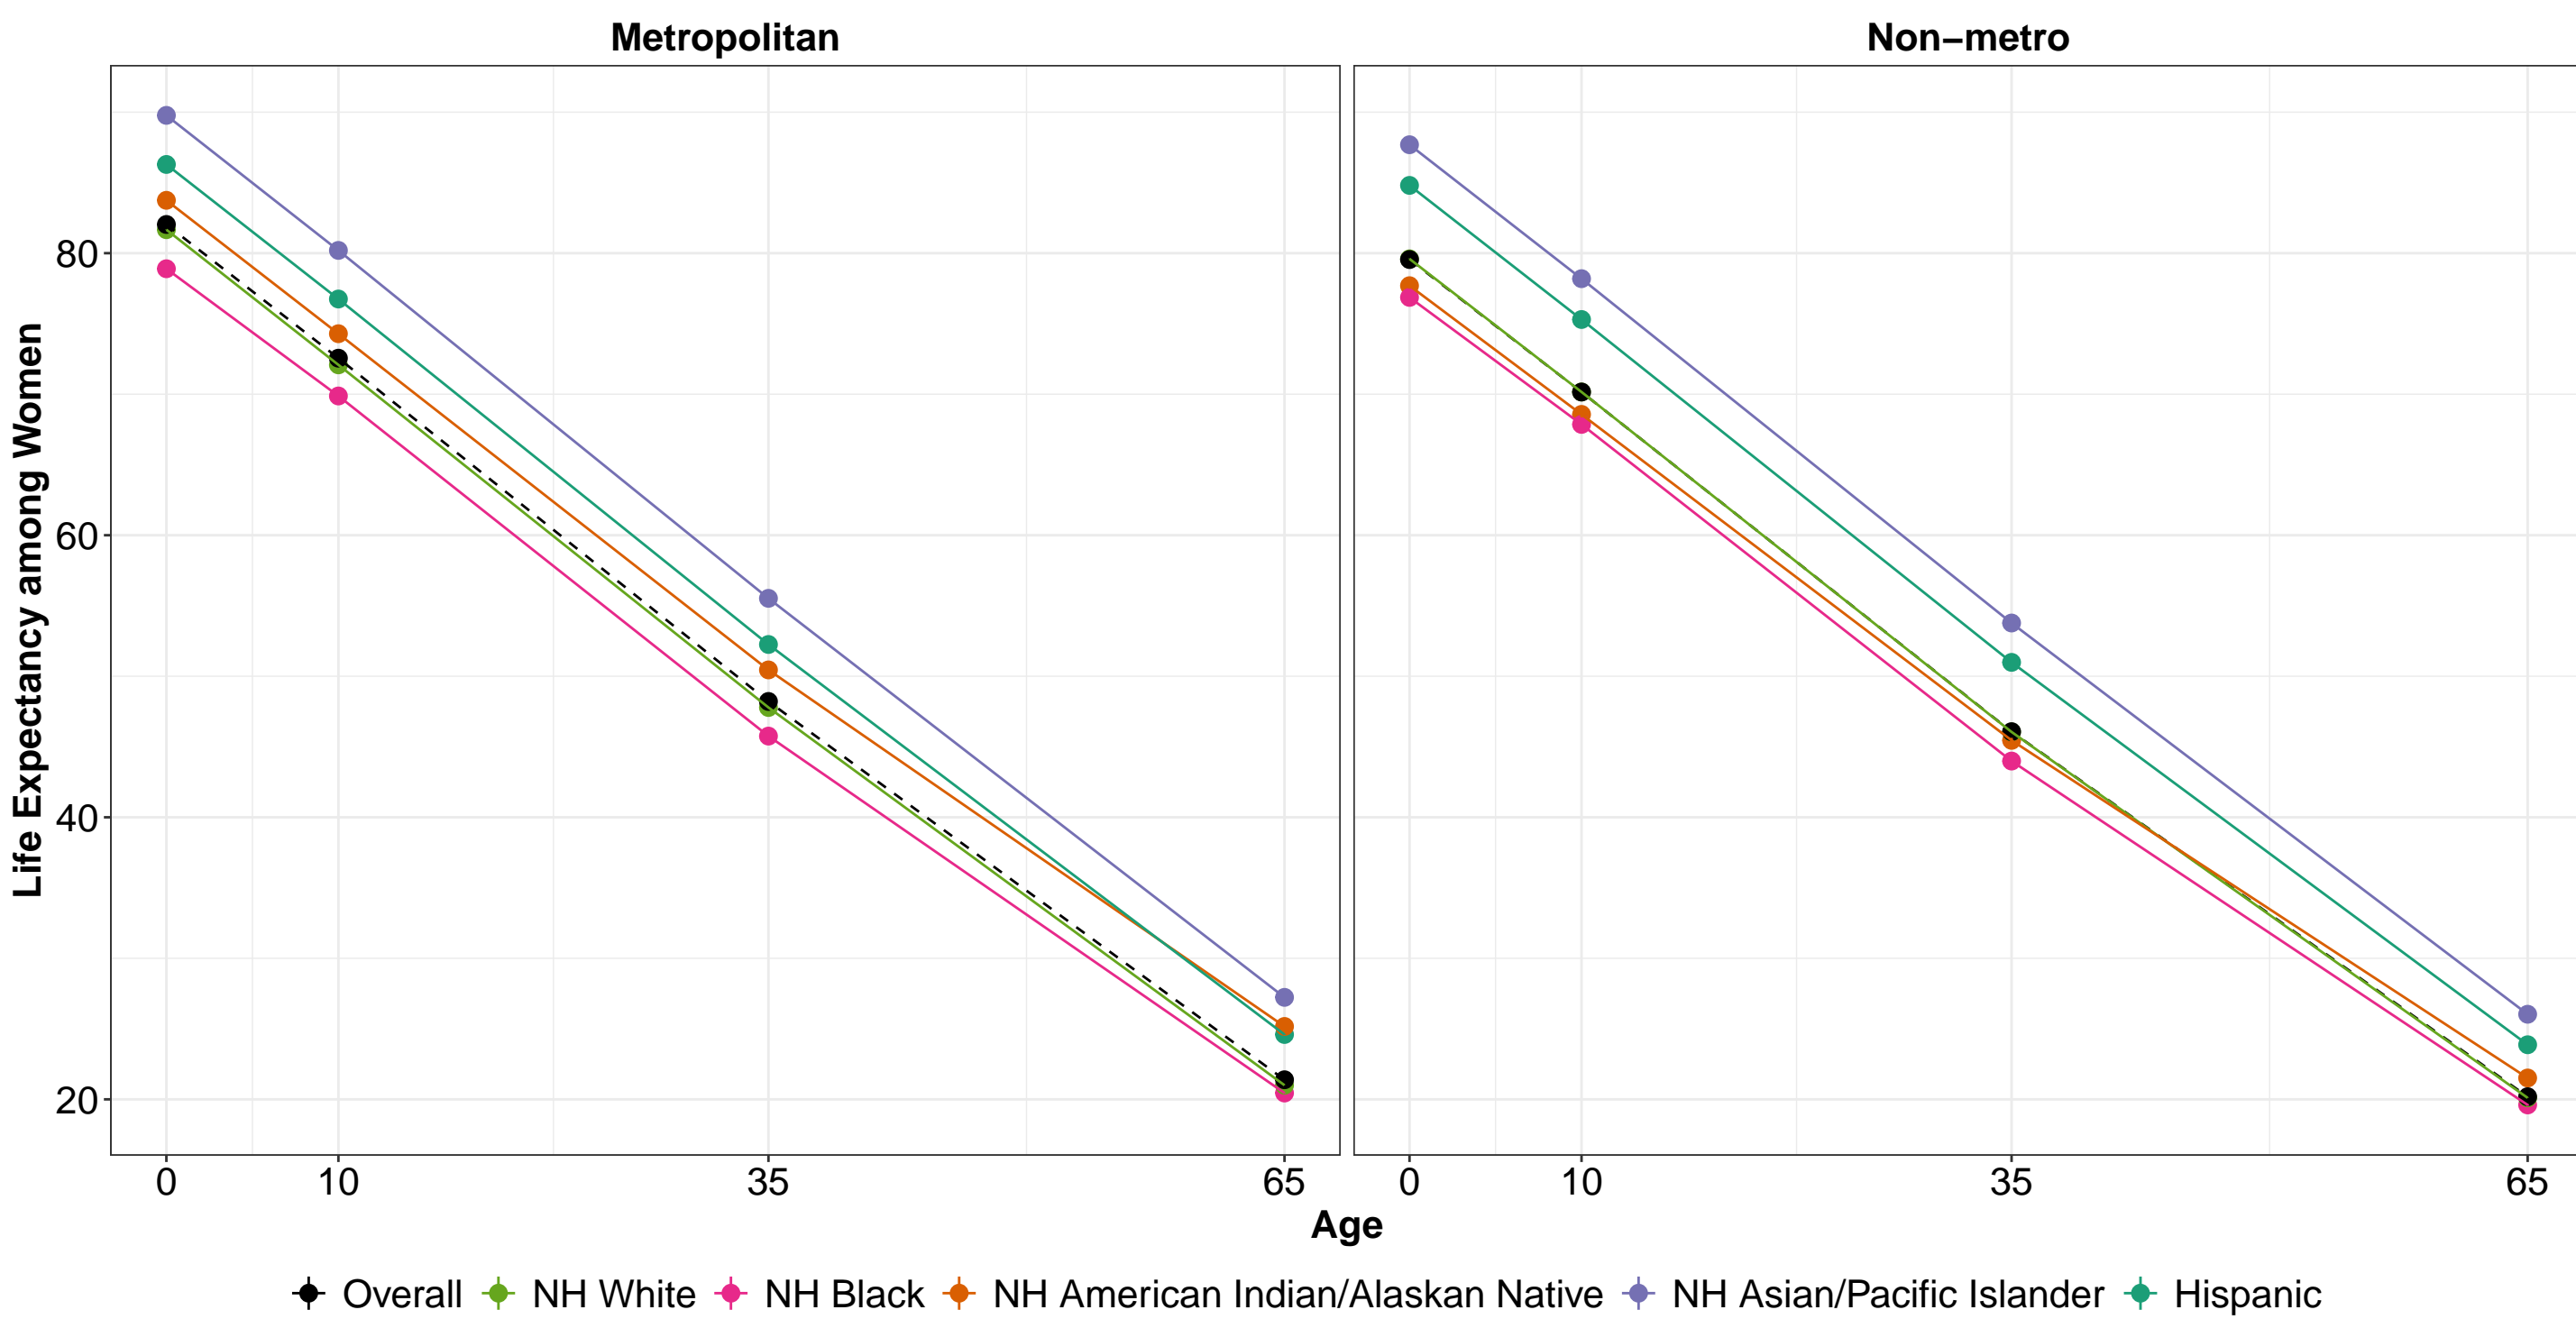 Metropolitan
Non−metro
Life Expectancy among Women
80
60
40
20
0 10 35 65
0 10 35 65
Age
Overall NH White NH Black NH American Indian/Alaskan Native NH Asian/Pacific Islander Hispanic